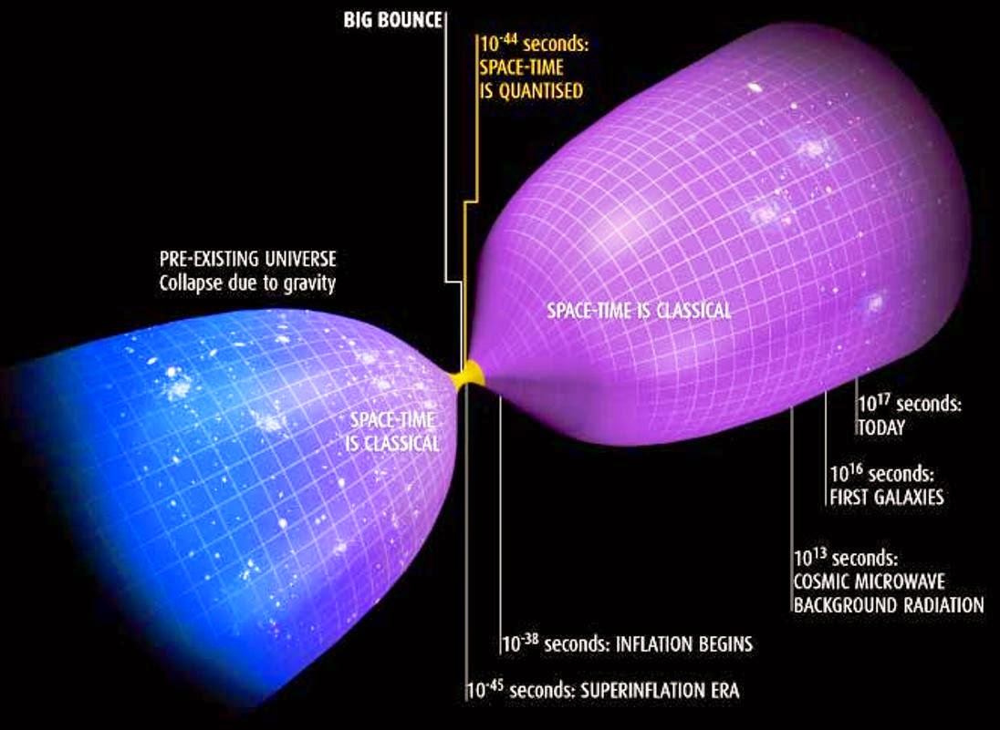 BIG BOUNCE
10⁻⁴⁴ seconds:
SPACE-TIME
IS QUANTISED
PRE-EXISTING UNIVERSE
Collapse due to gravity
SPACE-TIME IS CLASSICAL
SPACE-TIME
IS CLASSICAL
10¹⁷ seconds:
TODAY
10¹⁶ seconds:
FIRST GALAXIES
10¹³ seconds:
COSMIC MICROWAVE
BACKGROUND RADIATION
10⁻³⁸ seconds: INFLATION BEGINS
10⁻⁴⁵ seconds: SUPERINFLATION ERA